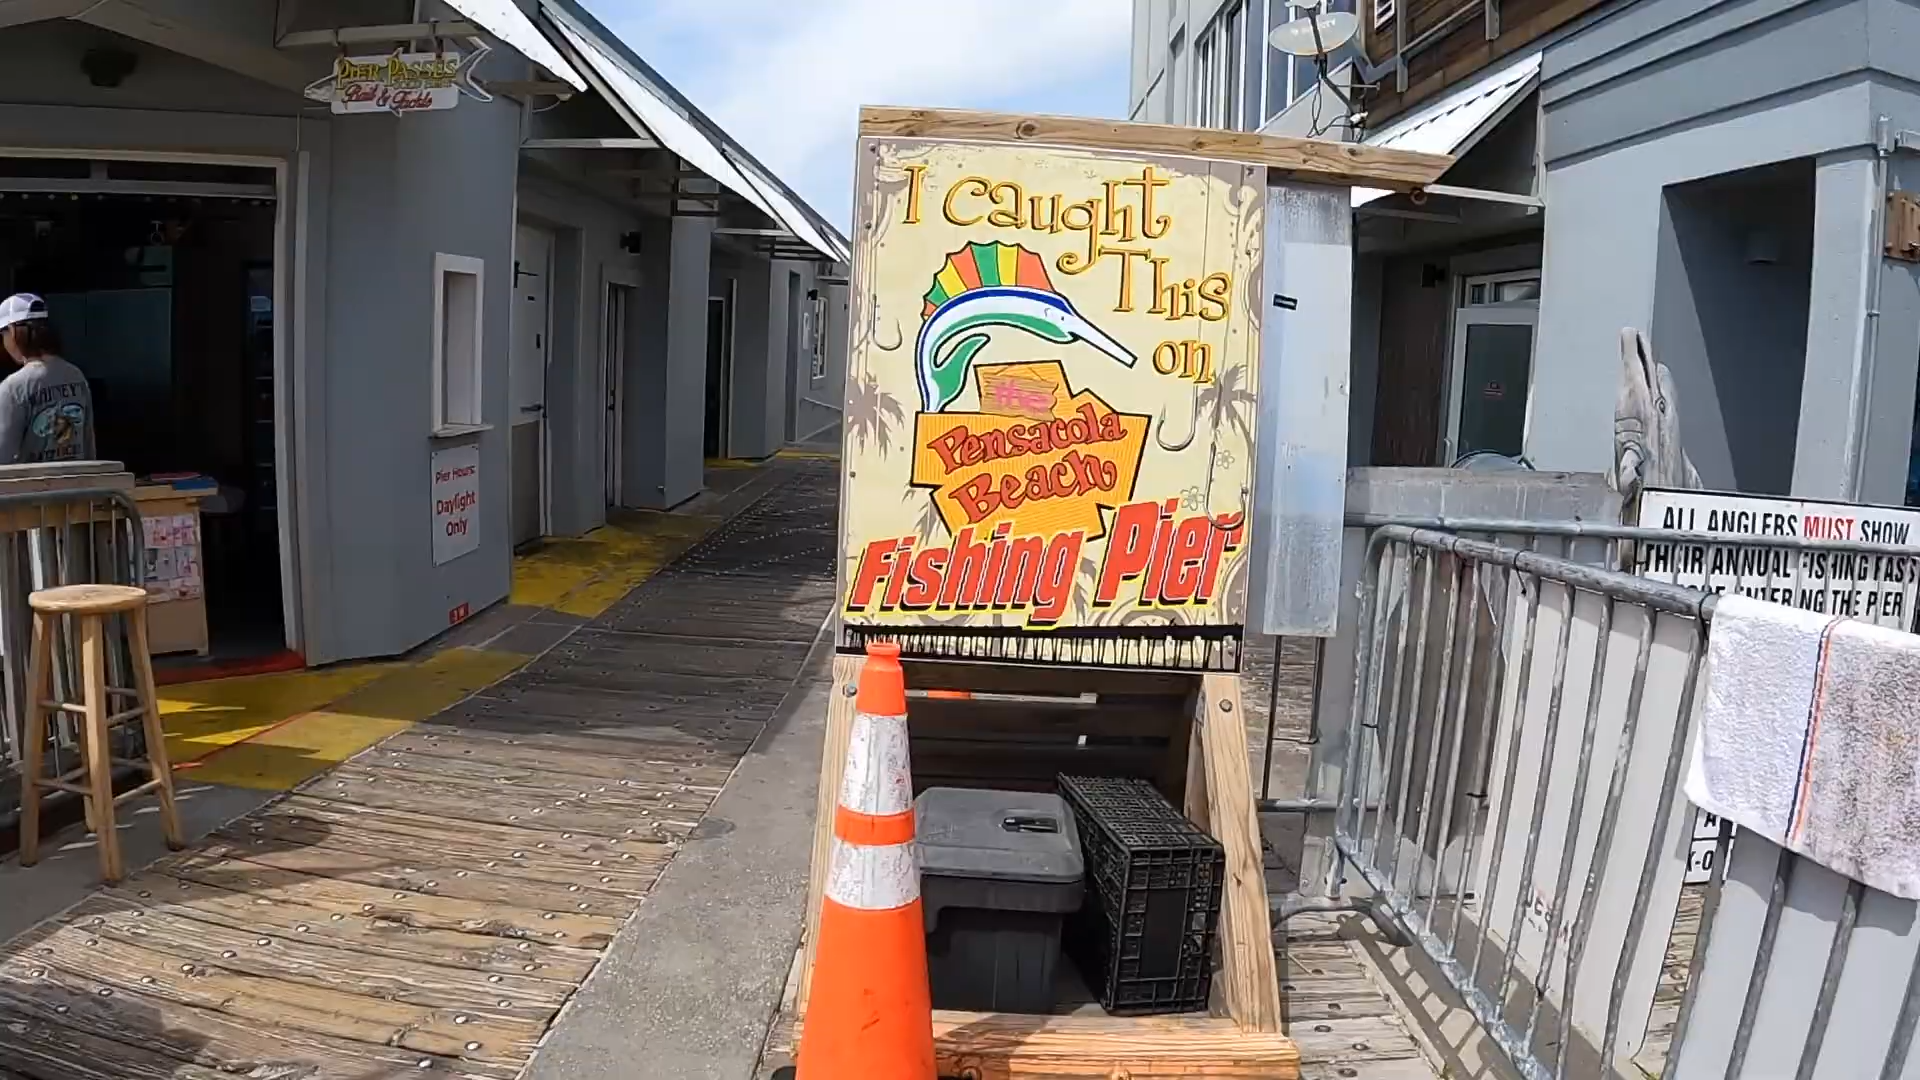 PIER PASSES
Bait & Tackle
Pier Hours:
Daylight
Only
I caught
This
on
the
Pensacola
Beach
Fishing Pier
ALL ANGLERS MUST SHOW
THEIR ANNUAL FISHING PASS
ENTERING THE PIER